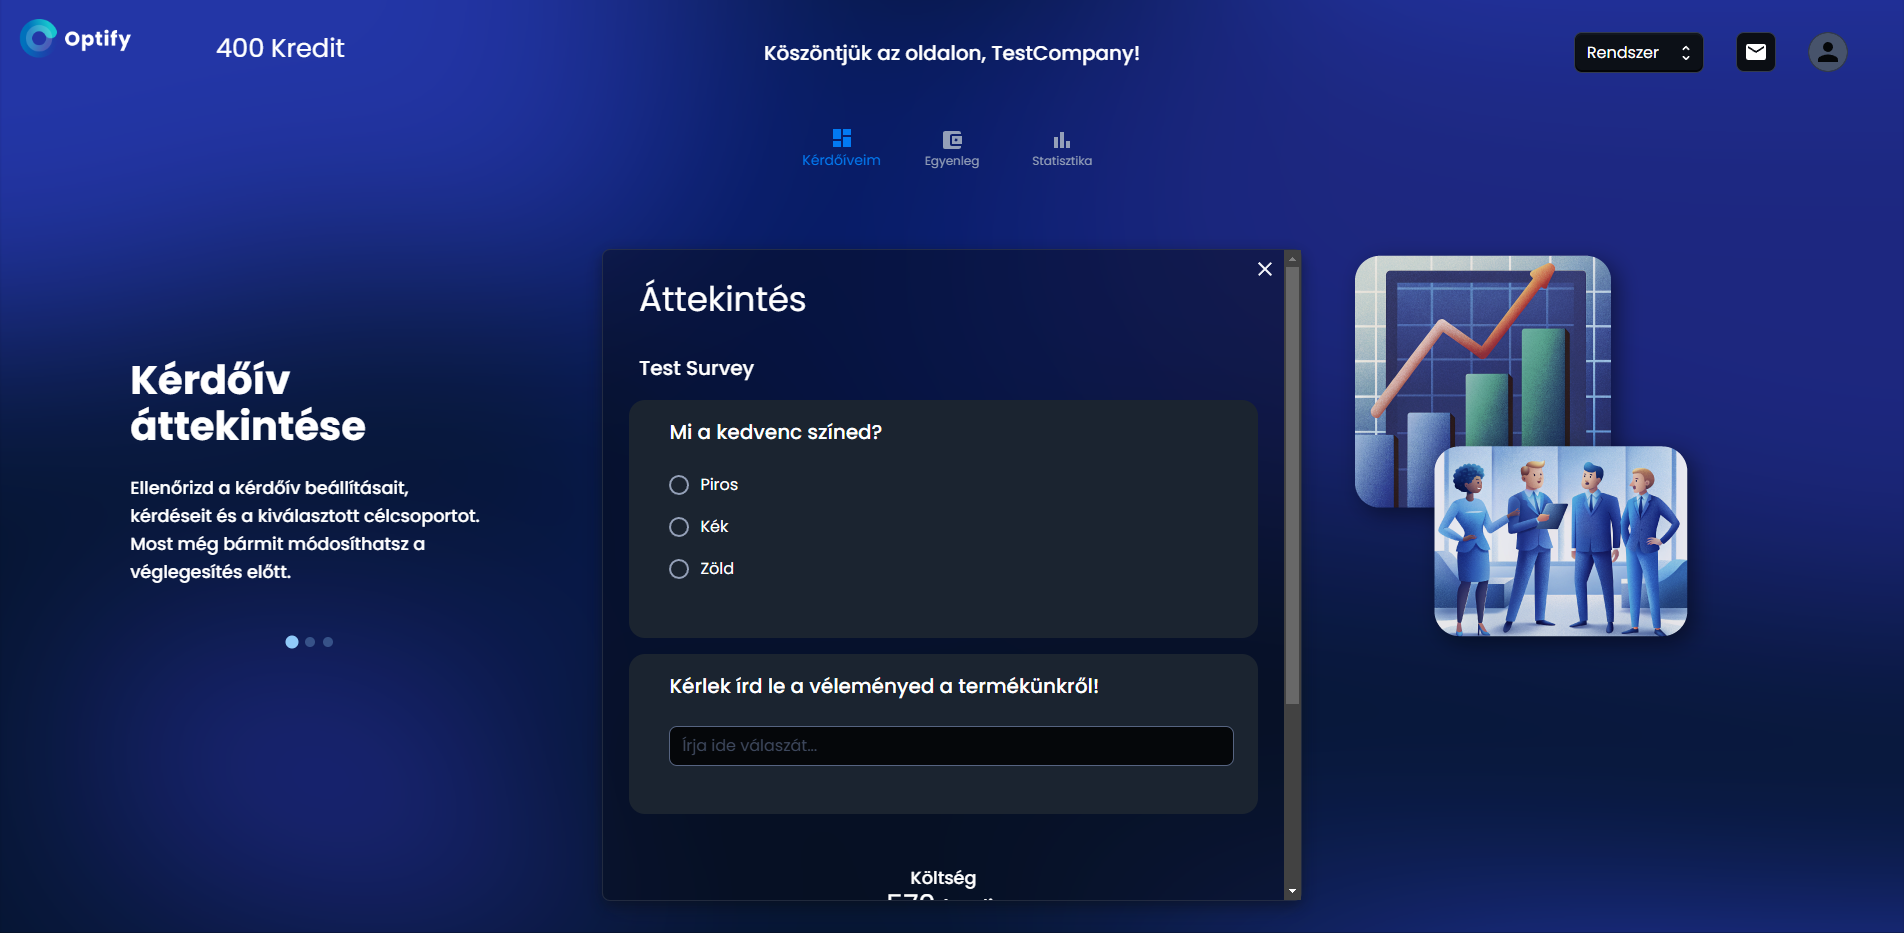 Optify
400 Kredit
Köszöntjük az oldalon, TestCompany!
Rendszer
Kérdőíveim
Egyenleg
Statisztika
Kérdőív
áttekintése
Ellenőrizd a kérdőív beállításait,
kérdéseit és a kiválasztott célcsoportot.
Most még bármit módosíthatsz a
véglegesítés előtt.
Áttekintés
Test Survey
Mi a kedvenc színed?
Piros
Kék
Zöld
Kérlek írd le a véleményed a termékünkről!
Írja ide válaszát...
Költség